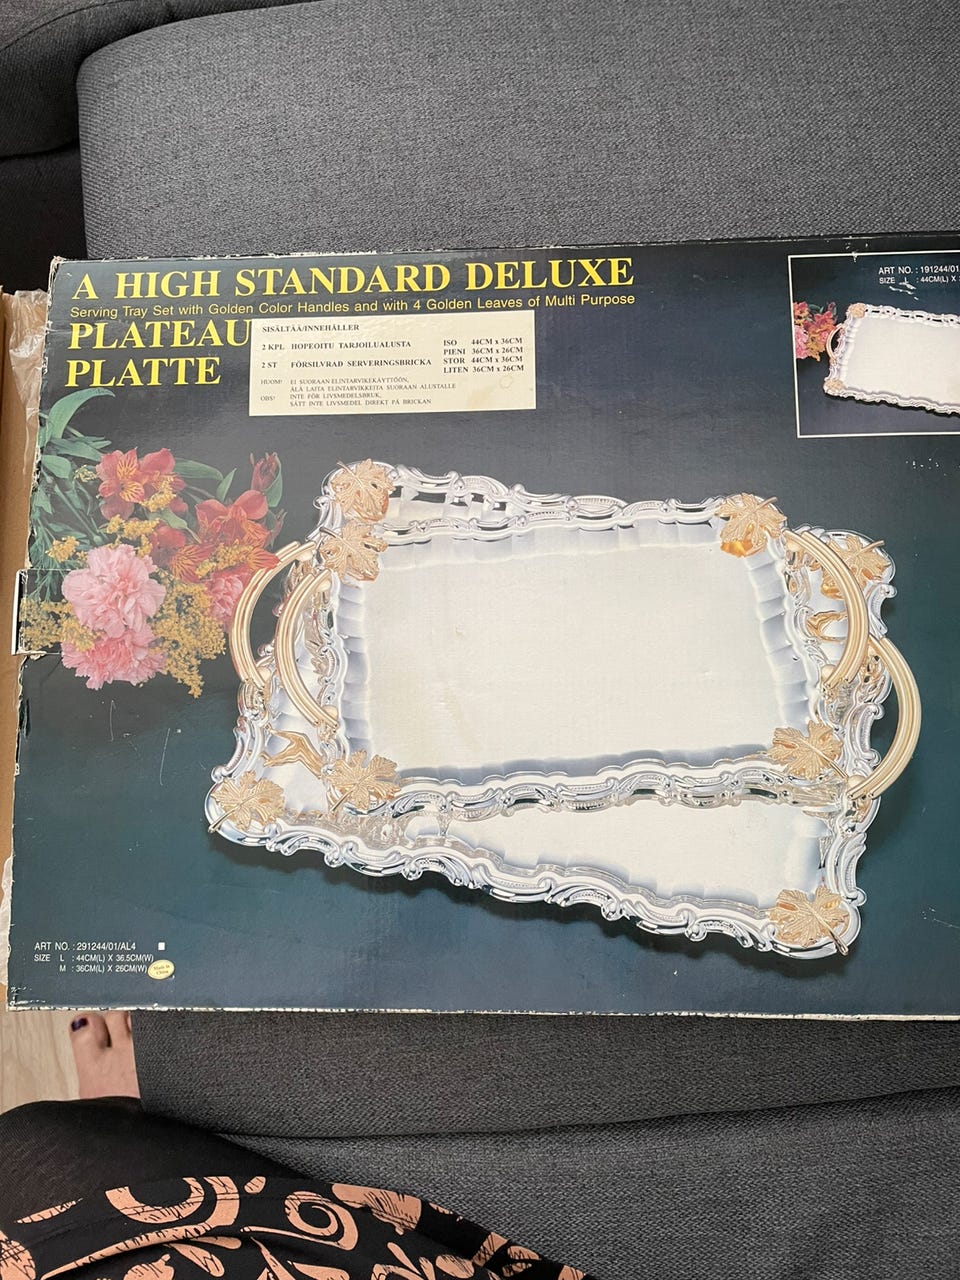 A HIGH STANDARD DELUXE
Serving Tray Set with Golden Color Handles and with 4 Golden Leaves of Multi Purpose
PLATEAU
PLATTE
SISÄLTÄÄ/INNEHÅLLER
2 KPL HOPEOITU TARJOILUALUSTA ISO 44CM x 36CM
PIENI 36CM x 26CM
2 ST FÖRSILVRAD SERVERINGSBRICKA STOR 44CM x 36CM
LITEN 36CM x 26CM
HUOM! EI SUORAAN ELINTARVIKEKÄYTTÖÖN,
ÄLÄ LAITA ELINTARVIKKEITA SUORAAN ALUSTALLE
OBS! INTE FÖR LIVSMEDELSBRUK,
SÄTT INTE LIVSMEDEL DIREKT PÅ BRICKAN
ART NO. : 191244/01
SIZE L : 44CM(L) X
ART NO. : 291244/01/AL4
SIZE L : 44CM(L) X 36.5CM(W)
M : 36CM(L) X 26CM(W)
Made in
China